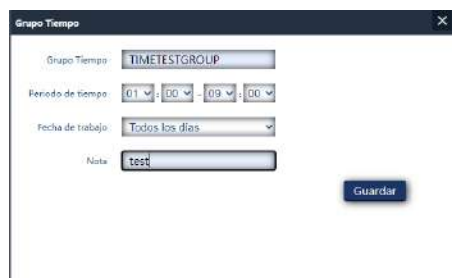 Grupo Tiempo
Grupo Tiempo TIMETESTGROUP
Periodo de tiempo 01 : 00 - 09 : 00
Fecha de trabajo Todos los días
Nota test
Guardar